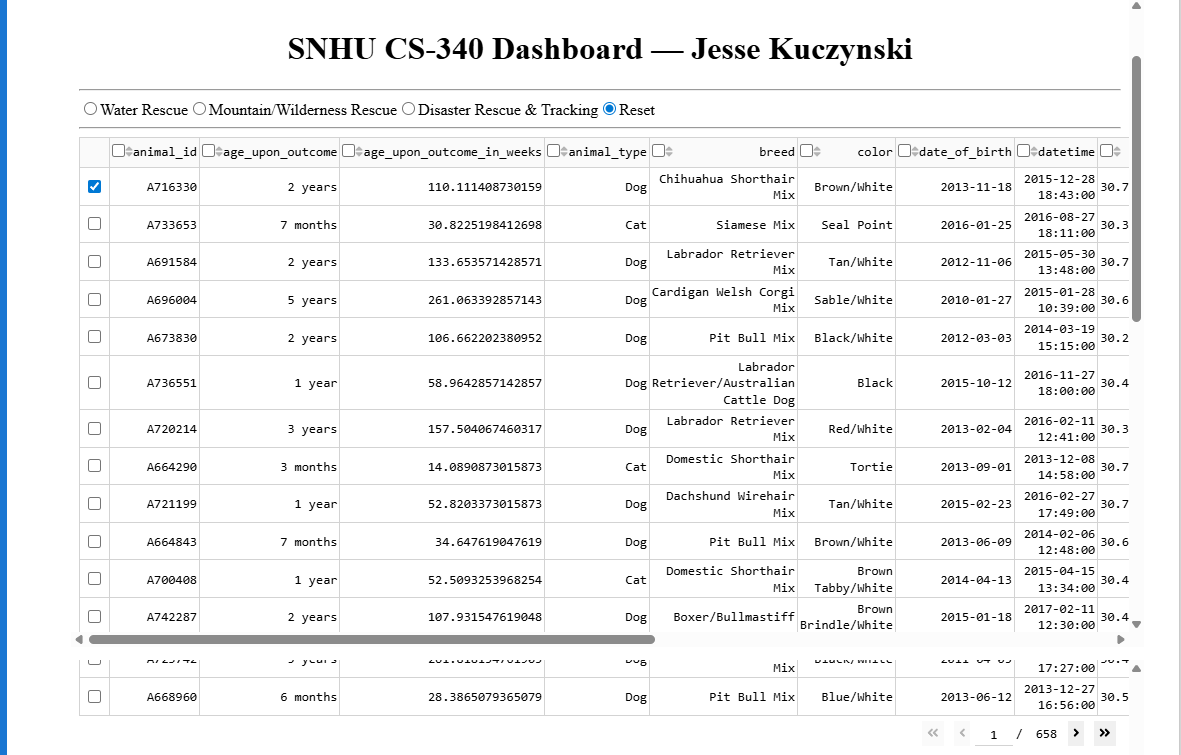 SNHU CS-340 Dashboard — Jesse Kuczynski
Water Rescue Mountain/Wilderness Rescue Disaster Rescue & Tracking Reset
animal_id age_upon_outcome age_upon_outcome_in_weeks animal_type breed color date_of_birth datetime
A716330 2 years 110.111408730159 Dog Chihuahua Shorthair Mix Brown/White 2013-11-18 2015-12-28 18:43:00 30.7
A733653 7 months 30.8225198412698 Cat Siamese Mix Seal Point 2016-01-25 2016-08-27 18:11:00 30.3
A691584 2 years 133.653571428571 Dog Labrador Retriever Mix Tan/White 2012-11-06 2015-05-30 13:48:00 30.7
A696004 5 years 261.063392857143 Dog Cardigan Welsh Corgi Mix Sable/White 2010-01-27 2015-01-28 10:39:00 30.6
A673830 2 years 106.662202380952 Dog Pit Bull Mix Black/White 2012-03-03 2014-03-19 15:15:00 30.2
A736551 1 year 58.9642857142857 Dog Labrador Retriever/Australian Cattle Dog Black 2015-10-12 2016-11-27 18:00:00 30.4
A720214 3 years 157.504067460317 Dog Labrador Retriever Mix Red/White 2013-02-04 2016-02-11 12:41:00 30.3
A664290 3 months 14.0890873015873 Cat Domestic Shorthair Mix Tortie 2013-09-01 2013-12-08 14:58:00 30.7
A721199 1 year 52.8203373015873 Dog Dachshund Wirehair Mix Tan/White 2015-02-23 2016-02-27 17:49:00 30.7
A664843 7 months 34.647619047619 Dog Pit Bull Mix Brown/White 2013-06-09 2014-02-06 12:48:00 30.6
A700408 1 year 52.5093253968254 Cat Domestic Shorthair Mix Brown Tabby/White 2014-04-13 2015-04-15 13:34:00 30.4
A742287 2 years 107.931547619048 Dog Boxer/Bullmastiff Brown Brindle/White 2015-01-18 2017-02-11 12:30:00 30.4
Mix 17:27:00
A668960 6 months 28.3865079365079 Dog Pit Bull Mix Blue/White 2013-06-12 2013-12-27 16:56:00 30.5
1 / 658